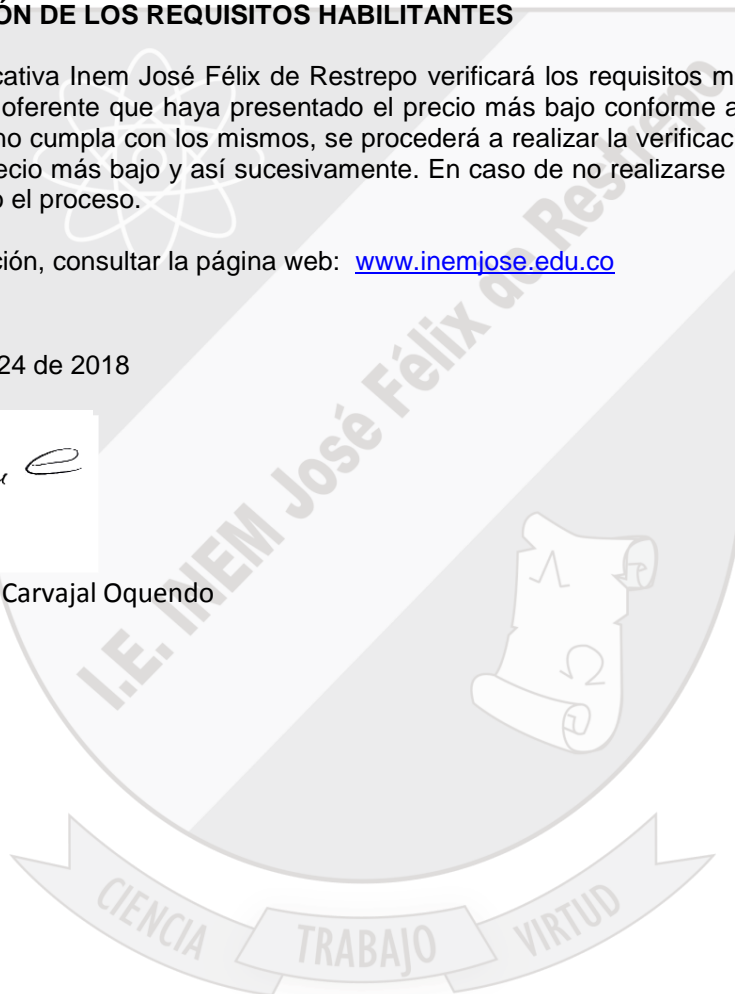 ÓN DE LOS REQUISITOS HABILITANTES
cativa Inem José Félix de Restrepo verificará los requisitos m
oferente que haya presentado el precio más bajo conforme a
no cumpla con los mismos, se procederá a realizar la verificac
ecio más bajo y así sucesivamente. En caso de no realizarse
o el proceso.
ción, consultar la página web: www.inemjose.edu.co
24 de 2018
Carvajal Oquendo
I.E. INEM José Félix de Restrepo
CIENCIA TRABAJO VIRTUD